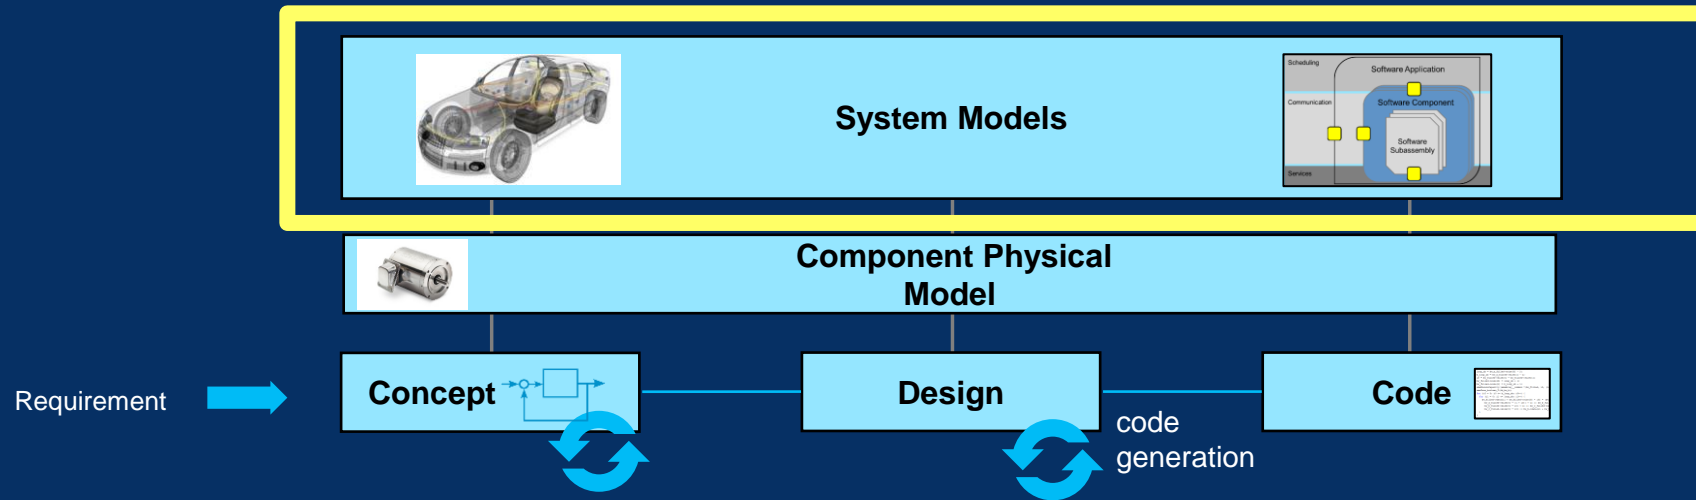 System Models
Scheduling
Software Application
Communication
Software Component
Software
Subassembly
Services
Component Physical
Model
Requirement
Concept
Design
Code
code
generation